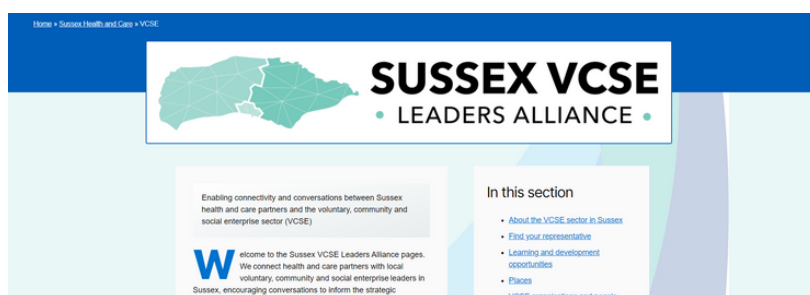 Home » Sussex Health and Care » VCSE
SUSSEX VCSE
• LEADERS ALLIANCE •
Enabling connectivity and conversations between Sussex
health and care partners and the voluntary, community and
social enterprise sector (VCSE)
Welcome to the Sussex VCSE Leaders Alliance pages.
We connect health and care partners with local
voluntary, community and social enterprise leaders in
Sussex, encouraging conversations to inform the strategic
In this section
• About the VCSE sector in Sussex
• Find your representative
• Learning and development
opportunities
• Places